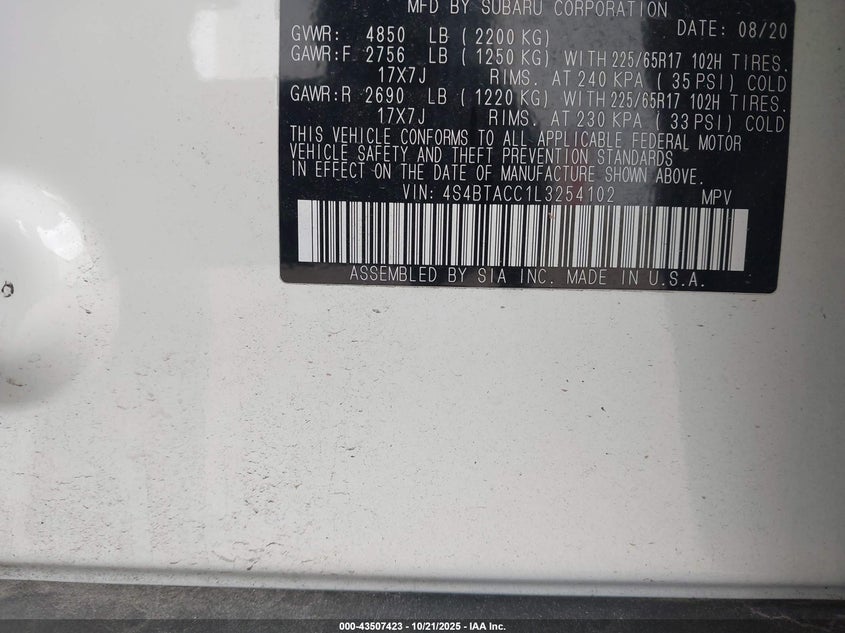 MFD BY SUBARU CORPORATION
DATE: 08/20
GVWR: 4850 LB (2200 KG)
GAWR:F 2756 LB (1250 KG) WITH 225/65R17 102H TIRES.
17X7J RIMS. AT 240 KPA (35 PSI) COLD
GAWR:R 2690 LB (1220 KG) WITH 225/65R17 102H TIRES.
17X7J RIMS. AT 230 KPA (33 PSI) COLD
THIS VEHICLE CONFORMS TO ALL APPLICABLE FEDERAL MOTOR
VEHICLE SAFETY AND THEFT PREVENTION STANDARDS
IN EFFECT ON THE DATE OF MANUFACTURE SHOWN ABOVE.
VIN: 4S4BTACC1L3254102 MPV
ASSEMBLED BY SIA INC. MADE IN U.S.A.
000-43507423 - 10/21/2025 - IAA Inc.